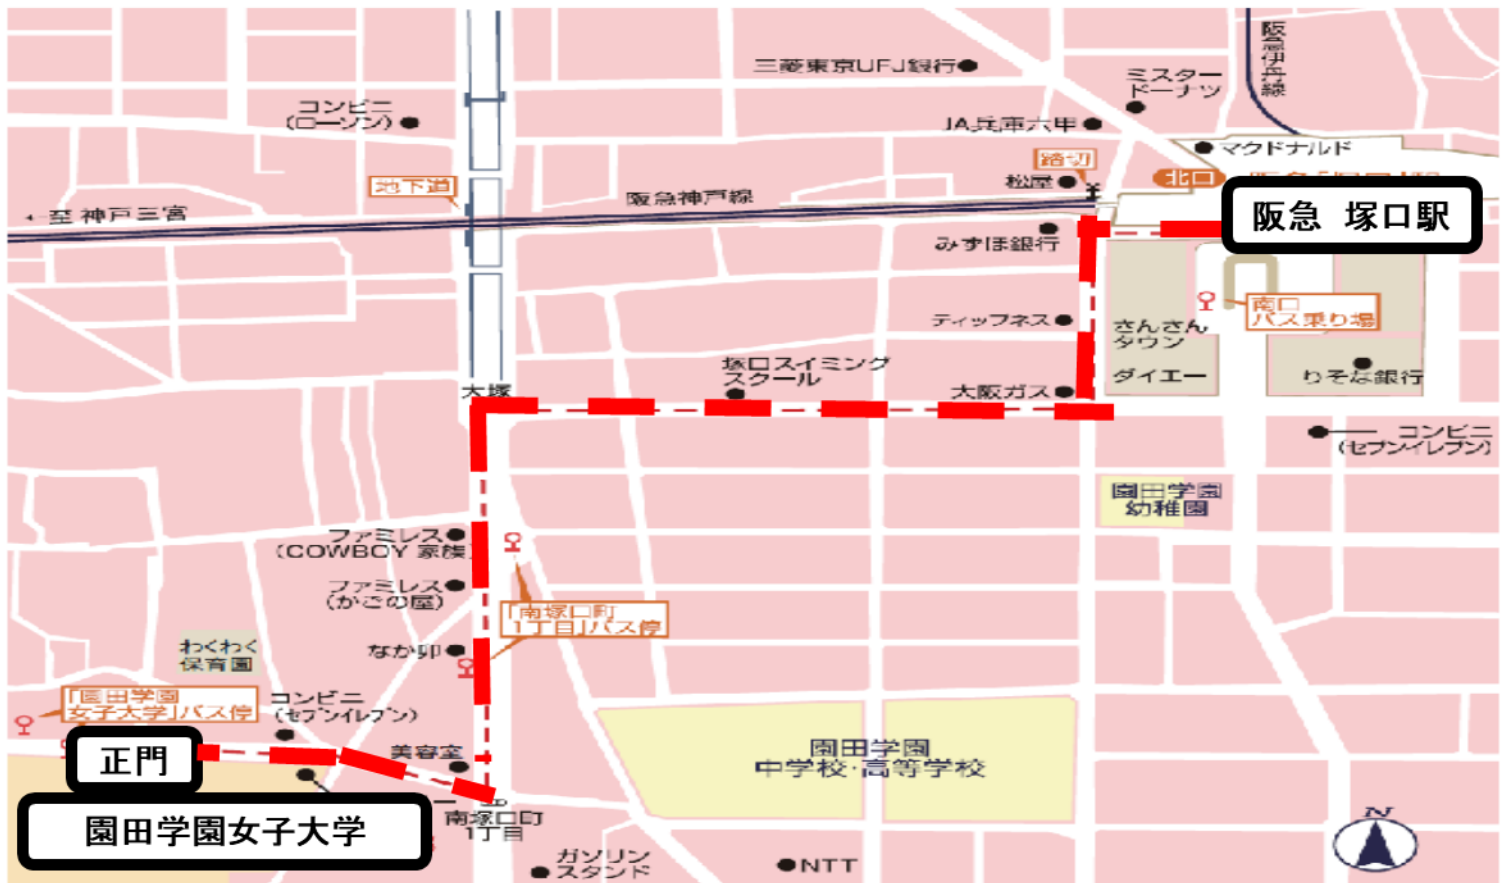 阪急伊丹線
三菱東京UFJ銀行
ミスター
ドーナツ
コンビニ
(ローソン)
JA兵庫六甲
マクドナルド
踏切
松屋
北口
地下道
阪急神戸線
←至 神戸三宮
阪急 塚口駅
みずほ銀行
南口
バス乗り場
ティップネス
さんさん
タウン
塚口スイミング
スクール
ダイエー
りそな銀行
大塚
大阪ガス
コンビニ
(セブンイレブン)
園田学園
幼稚園
ファミレス
(COWBOY 家族
ファミレス
(かごの屋)
「南塚口町
1丁目」バス停
わくわく
保育園
なか卯
「園田学園
女子大学」バス停
コンビニ
(セブンイレブン)
正門
美容室
園田学園
中学校・高等学校
園田学園女子大学
南塚口町
1丁目
N
ガソリン
スタンド
NTT